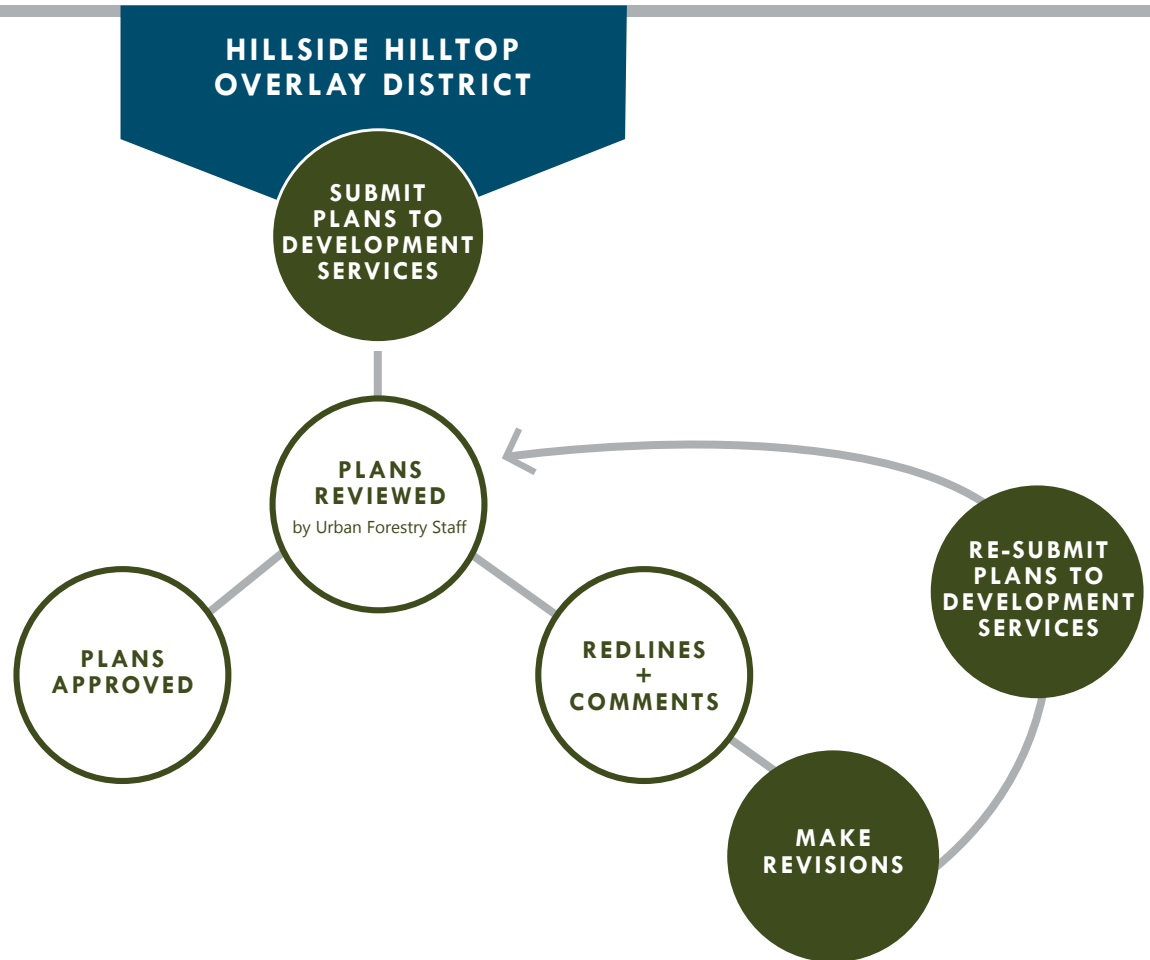 HILLSIDE HILLTOP
OVERLAY DISTRICT
SUBMIT
PLANS TO
DEVELOPMENT
SERVICES
PLANS
REVIEWED
by Urban Forestry Staff
PLANS
APPROVED
REDLINES
+
COMMENTS
MAKE
REVISIONS
RE-SUBMIT
PLANS TO
DEVELOPMENT
SERVICES